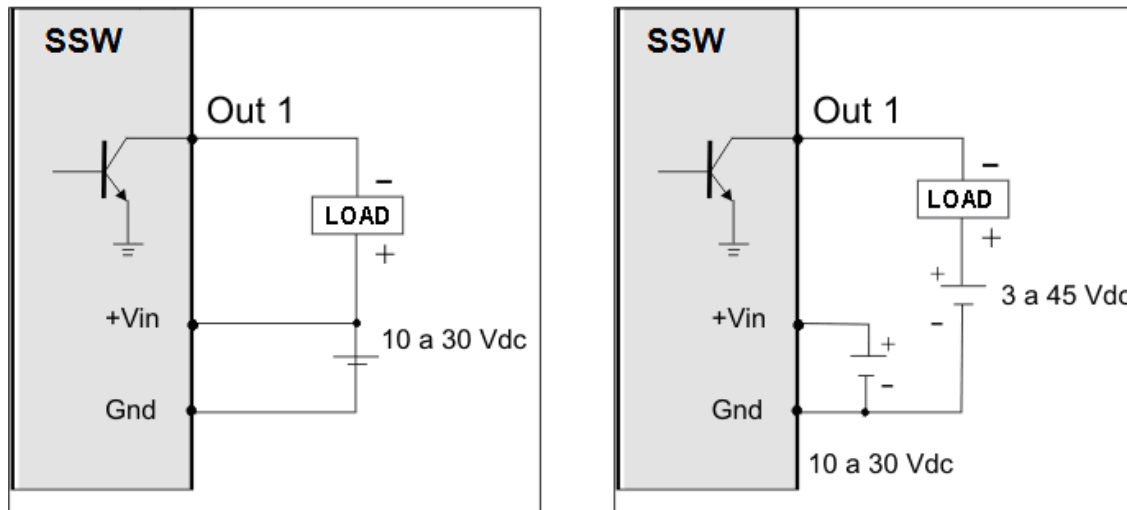 SSW
Out 1
−
LOAD
+
+Vin
10 a 30 Vdc
Gnd
SSW
Out 1
−
LOAD
+
+
3 a 45 Vdc
−
+Vin
+
−
Gnd
10 a 30 Vdc